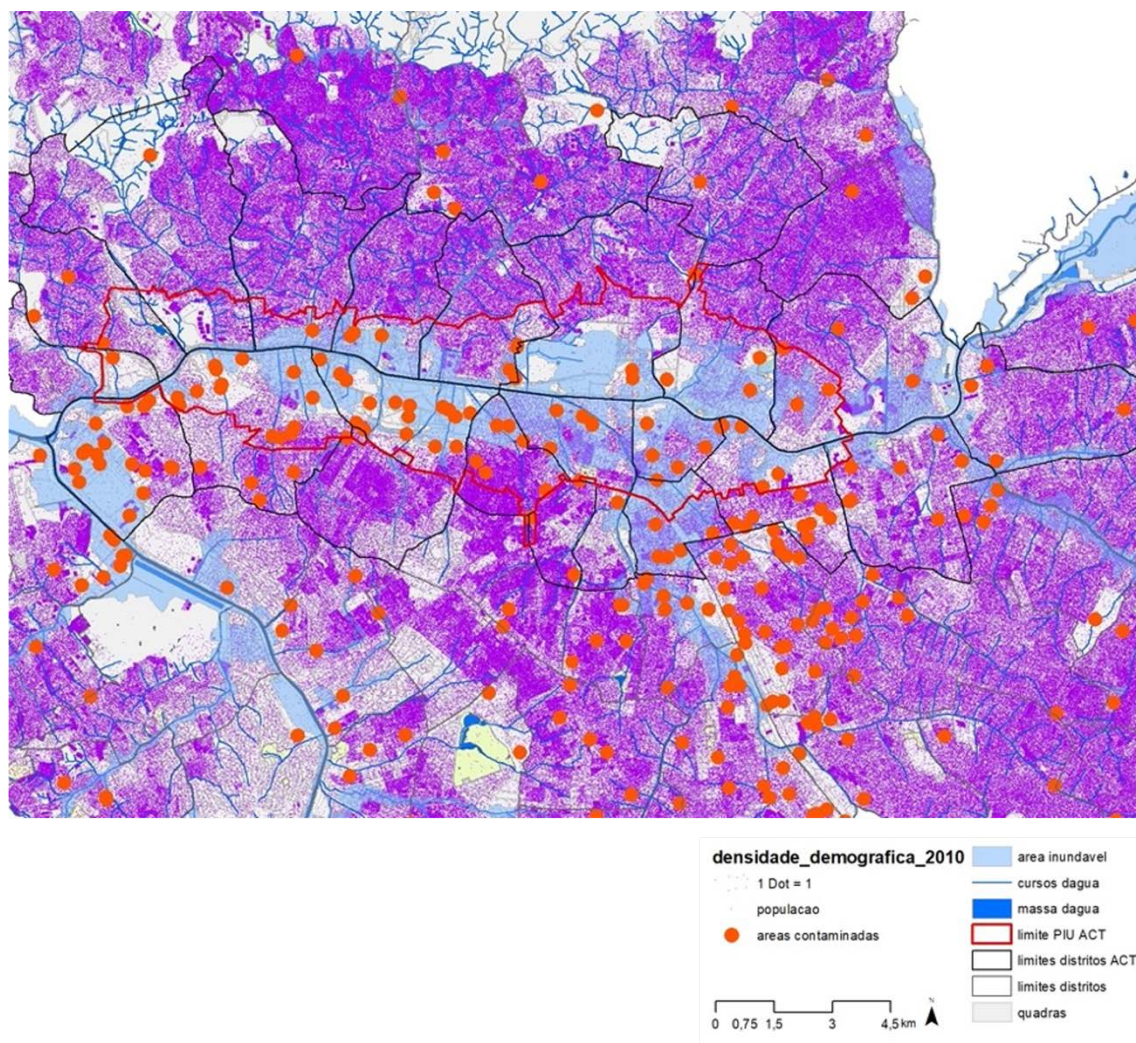 densidade_demografica_2010
1 Dot = 1
populacao
areas contaminadas
area inundavel
cursos dagua
massa dagua
limite PIU ACT
limites distritos ACT
limites distritos
quadras
0 0,75 1,5 3 4,5 km
N